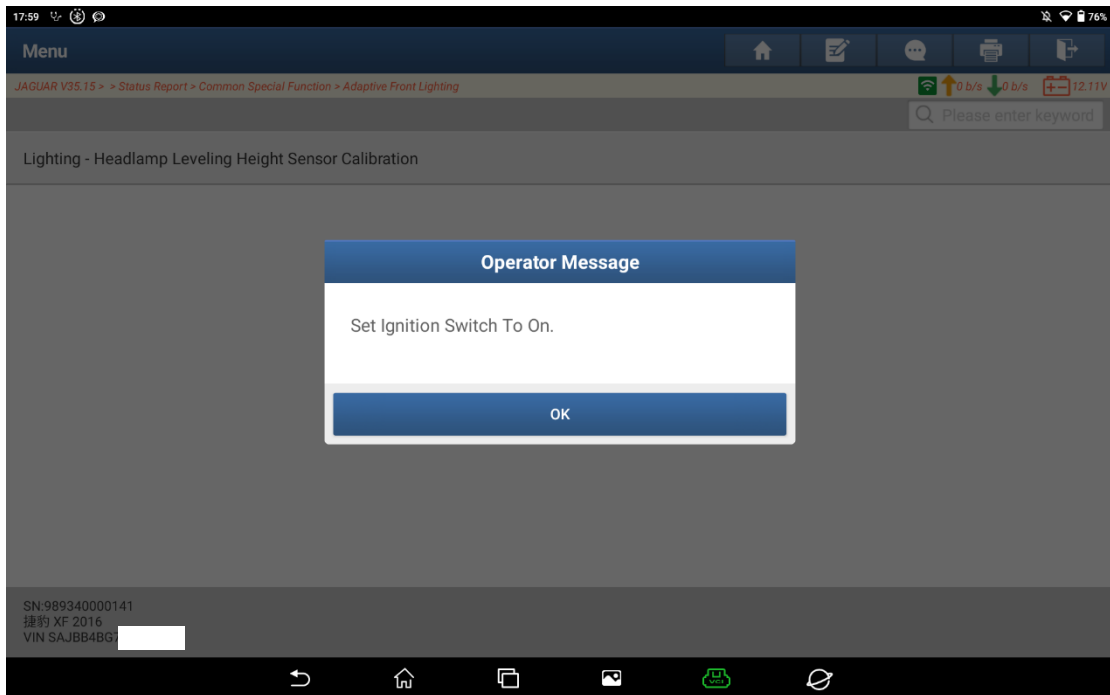 17:59
76%
Menu
JAGUAR V35.15 > > Status Report > Common Special Function > Adaptive Front Lighting
0 b/s 0 b/s 12.11V
Please enter keyword
Lighting - Headlamp Leveling Height Sensor Calibration
Operator Message
Set Ignition Switch To On.
OK
SN:989340000141
捷豹 XF 2016
VIN SAJBB4BG7
VCI